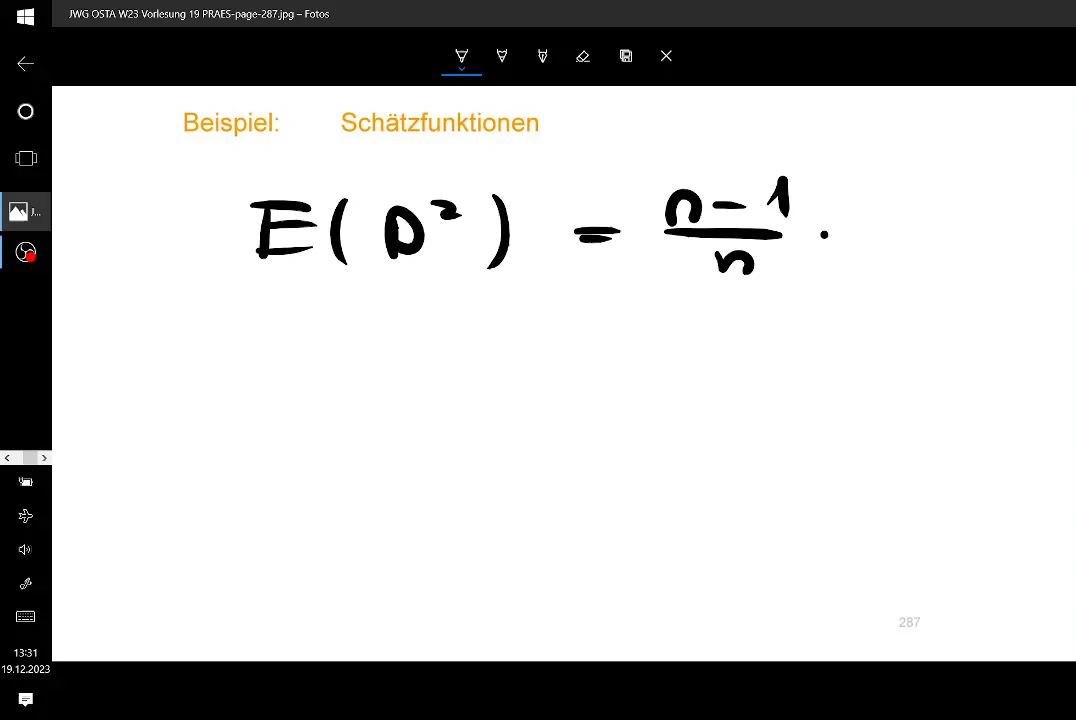 JWG OSTA W23 Vorlesung 19 PRAES-page-287.jpg – Fotos
J...
Beispiel: Schätzfunktionen
E( D² ) = n-1/n ·
287
13:31
19.12.2023